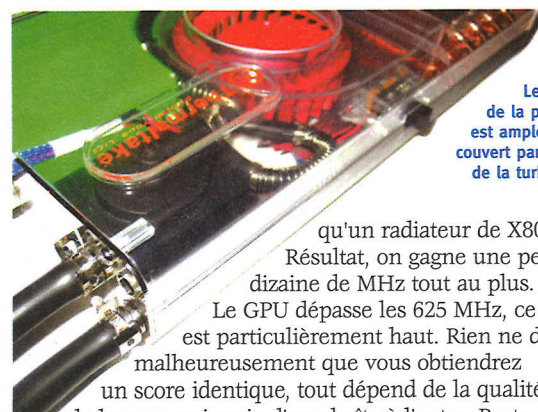 Thermaltake
Le
de la p
est ample
couvert par
de la turb
qu'un radiateur de X80
Résultat, on gagne une pe
dizaine de MHz tout au plus.
Le GPU dépasse les 625 MHz, ce
est particulièrement haut. Rien ne d
malheureusement que vous obtiendrez
un score identique, tout dépend de la qualité